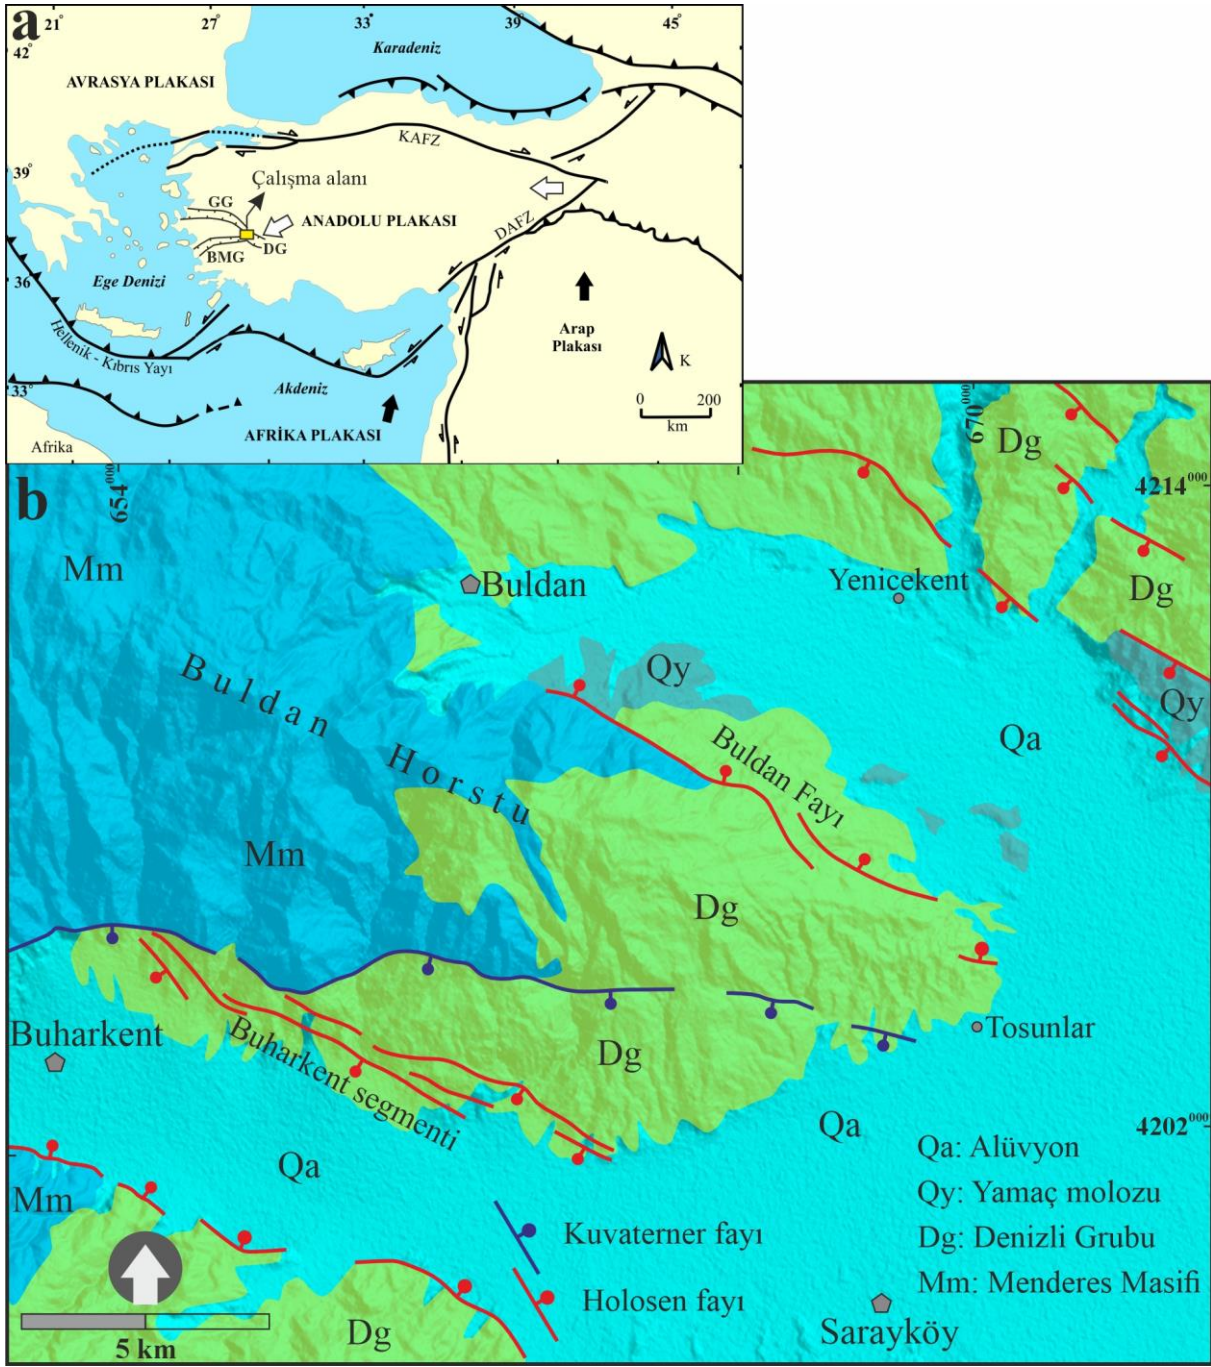 a
21
27
33
39
45
42°
39°
36°
33°
Karadeniz
AVRASYA PLAKASI
KAFZ
Çalışma alanı
GG
ANADOLU PLAKASI
DAFZ
BMG
DG
Ege Denizi
Hellenik - Kıbrıs Yayı
Arap
Plakası
K
Akdeniz
0 200
km
AFRİKA PLAKASI
Afrika
b
654000
670000
4214000
Dg
Mm
Buldan
Yenicekent
Dg
Qy
Qy
Qa
Buldan
Horstu
Buldan Fayı
Mm
Dg
Buharkent
Tosunlar
Dg
Buharkent segmenti
Qa
4202000
Qa
Qa: Alüvyon
Mm
Qy: Yamaç molozu
Kuvaterner fayı
Dg: Denizli Grubu
Mm: Menderes Masifi
Holosen fayı
Dg
Sarayköy
5 km